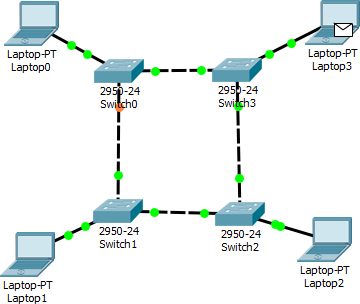 Laptop-PT
Laptop0
2950-24
Switch0
2950-24
Switch3
Laptop-PT
Laptop3
Laptop-PT
Laptop1
2950-24
Switch1
2950-24
Switch2
Laptop-PT
Laptop2